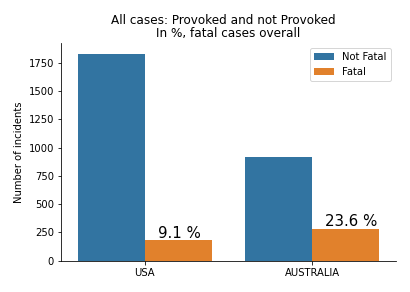 All cases: Provoked and not Provoked
In %, fatal cases overall
Not Fatal
Fatal
Number of incidents
1750
1500
1250
1000
750
500
250
0
9.1 %
23.6 %
USA
AUSTRALIA